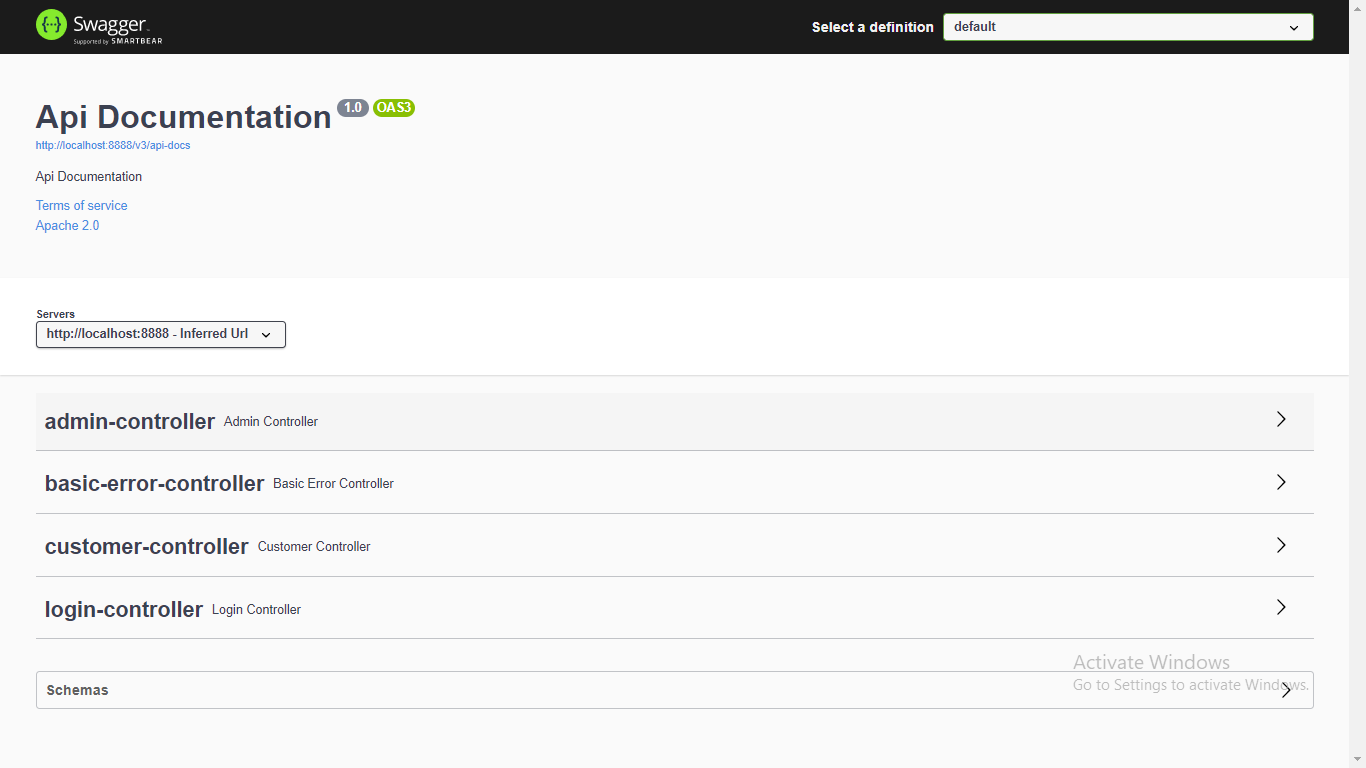 Swagger
Supported by SMARTBEAR
Select a definition
default
Api Documentation 1.0 OAS3
http://localhost:8888/v3/api-docs
Api Documentation
Terms of service
Apache 2.0
Servers
http://localhost:8888 - Inferred Url
admin-controller Admin Controller
basic-error-controller Basic Error Controller
customer-controller Customer Controller
login-controller Login Controller
Activate Windows
Go to Settings to activate Windows.
Schemas